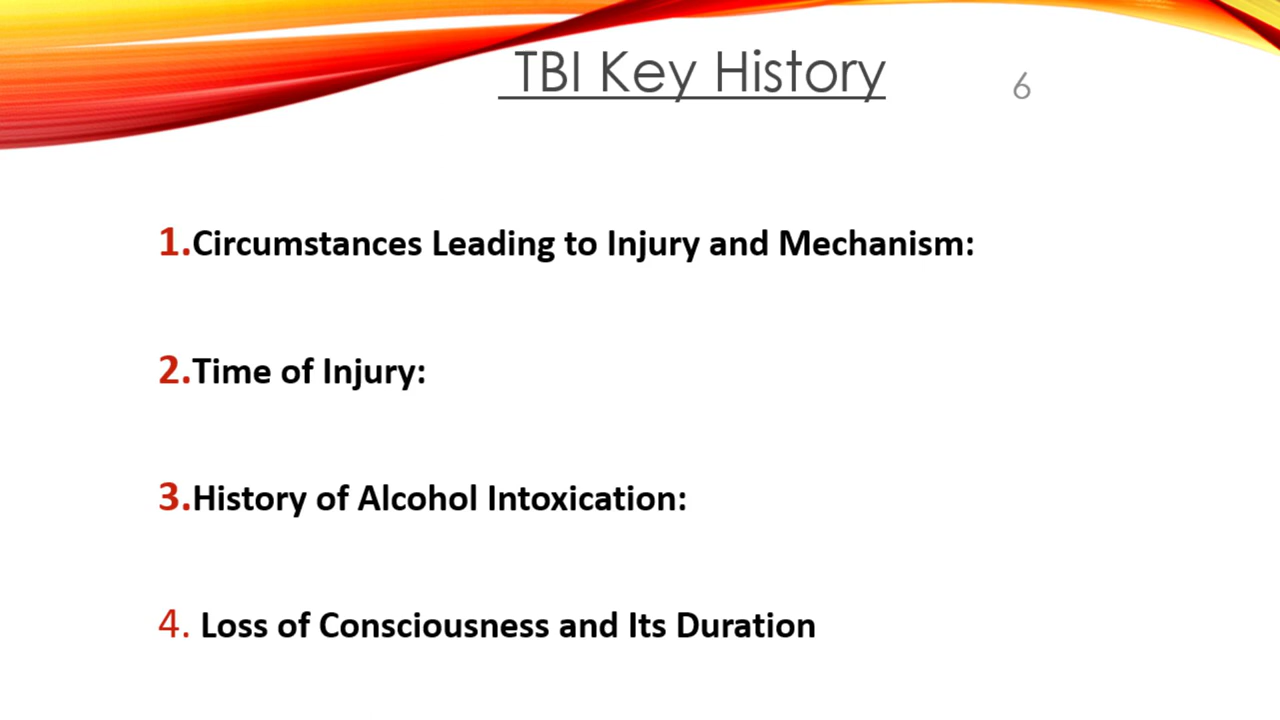 TBI Key History
6
1.Circumstances Leading to Injury and Mechanism:
2.Time of Injury:
3.History of Alcohol Intoxication:
4. Loss of Consciousness and Its Duration